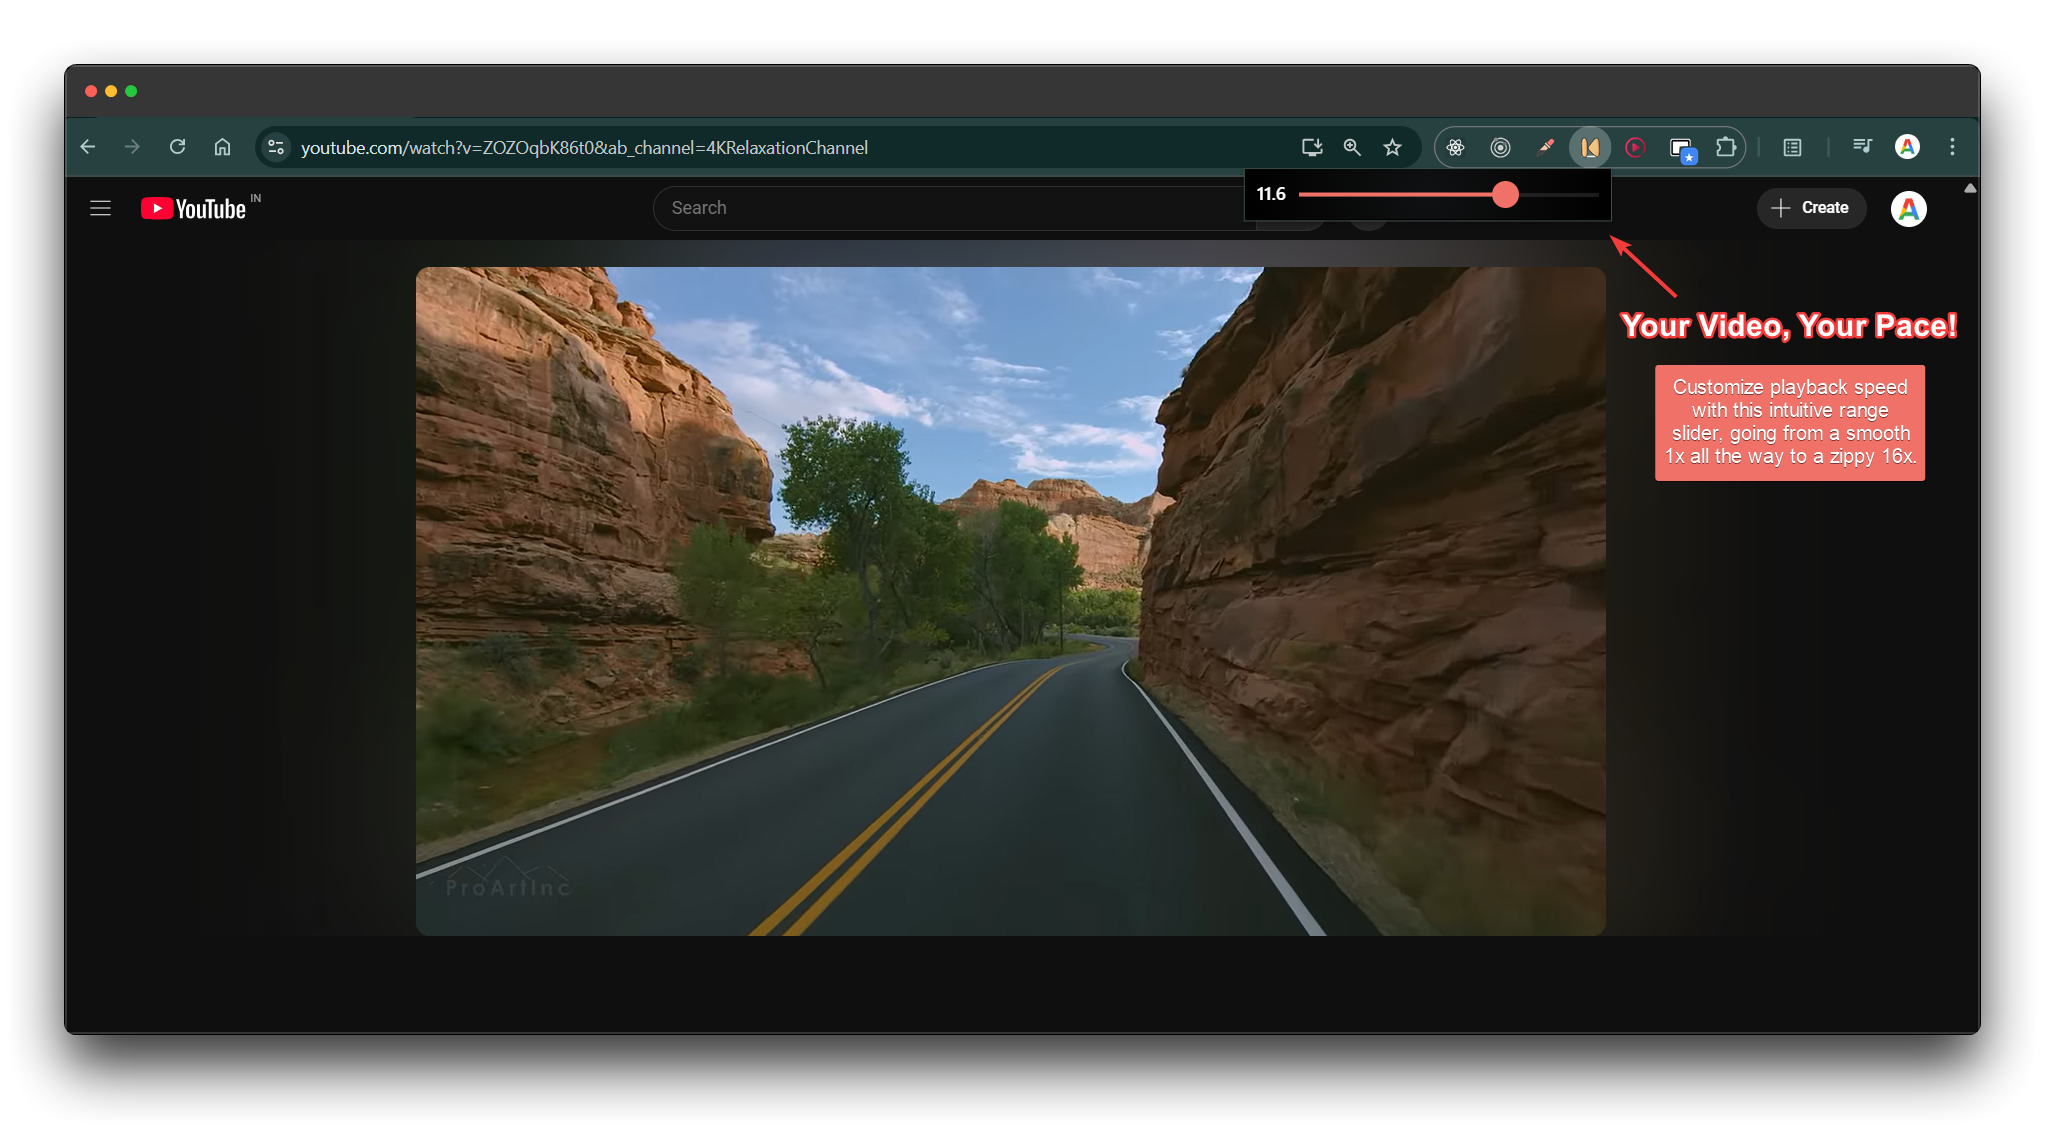 youtube.com/watch?v=ZOZOqbK86t0&ab_channel=4KRelaxationChannel
11.6
YouTube IN
Search
Create
Your Video, Your Pace!
Customize playback speed
with this intuitive range
slider, going from a smooth
1x all the way to a zippy 16x.
ProArtInc